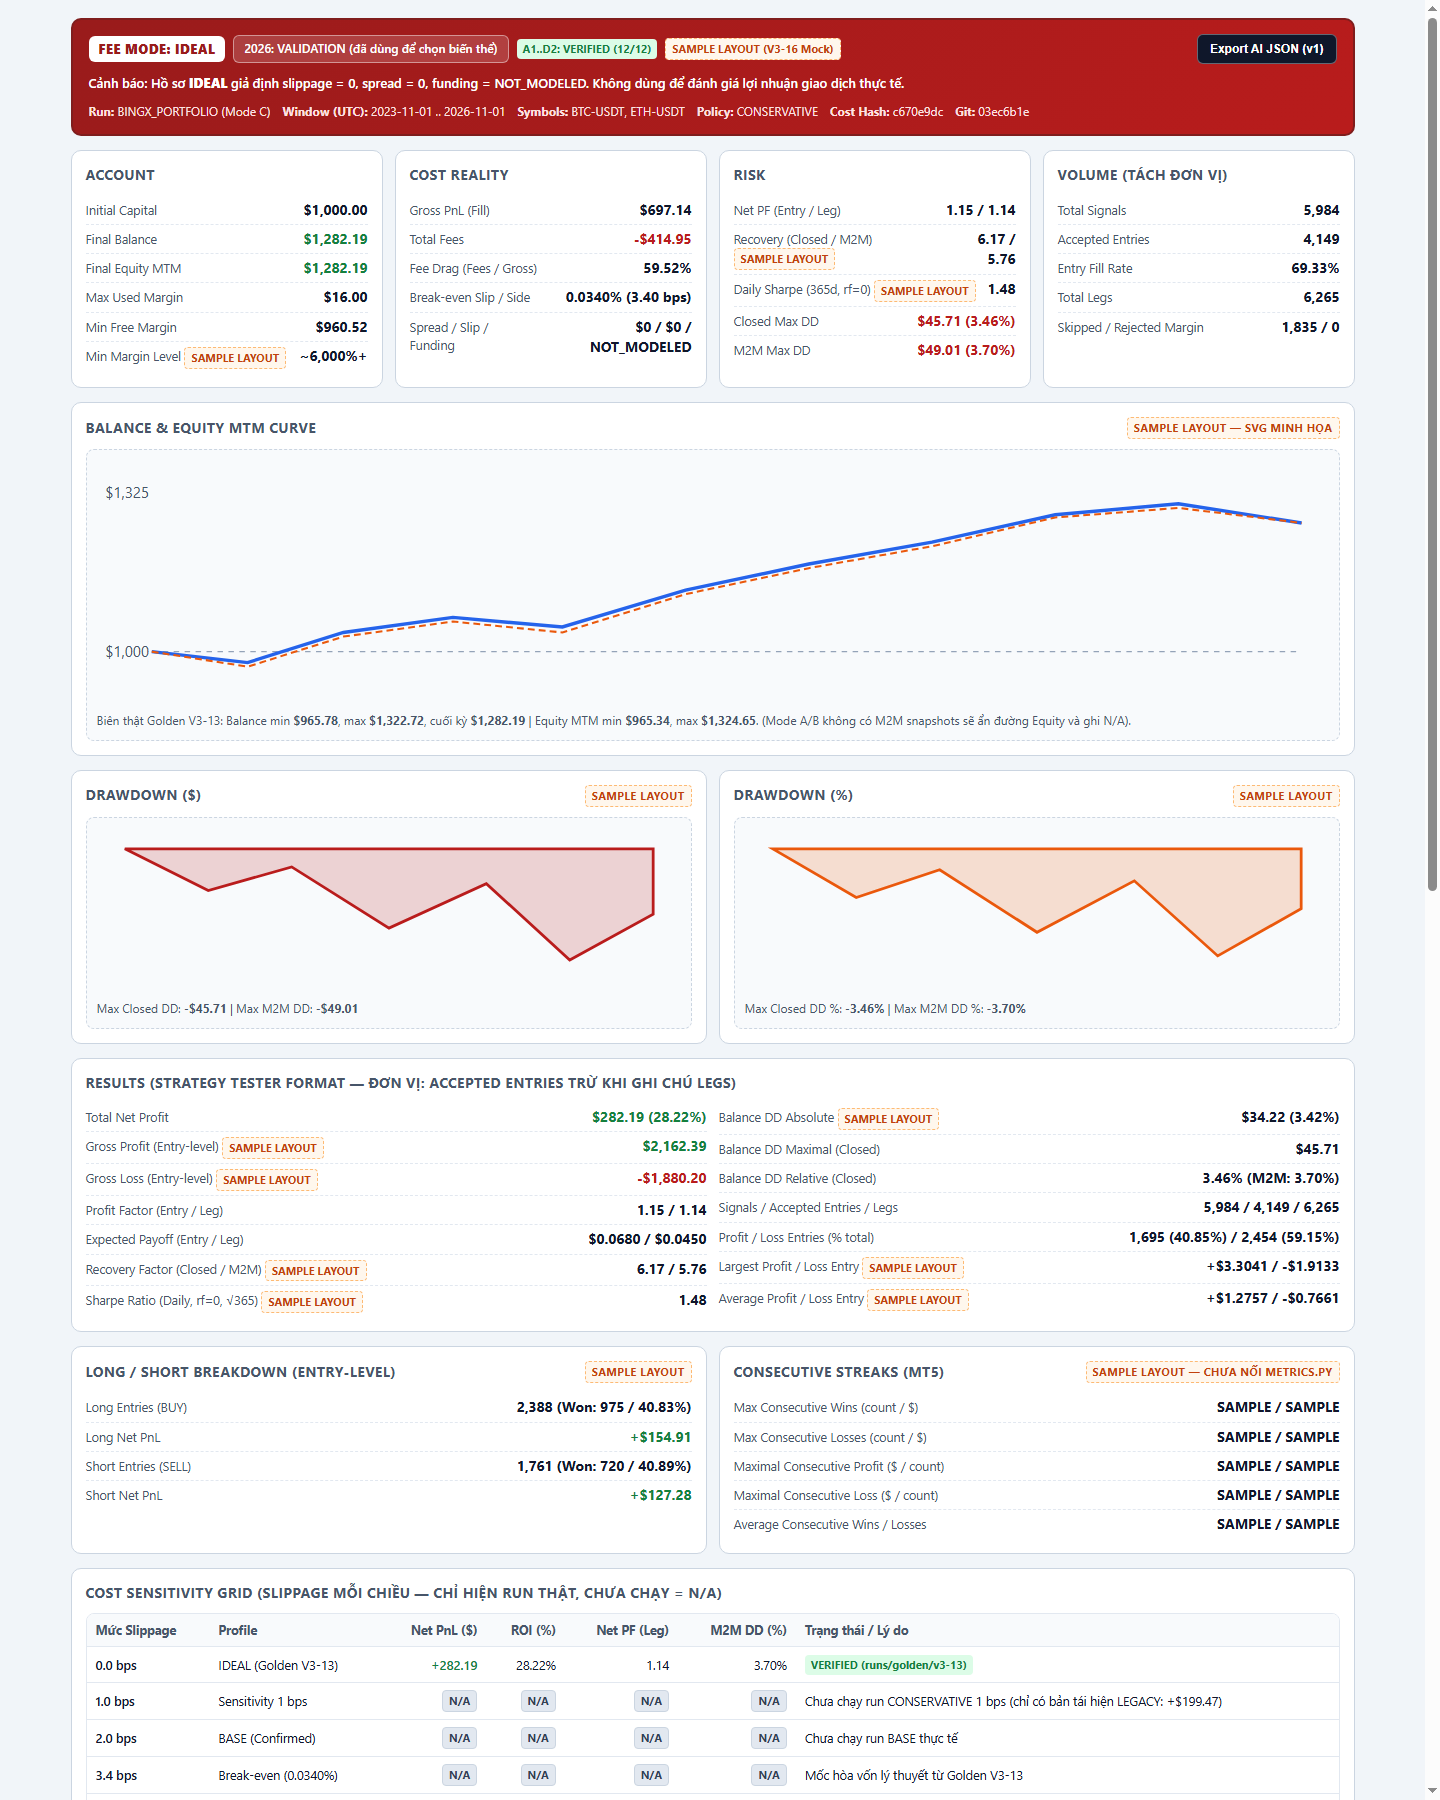 FEE MODE: IDEAL 2026: VALIDATION (đã dùng để chọn biến thể) A1..D2: VERIFIED (12/12) SAMPLE LAYOUT (V3-16 Mock) Export AI JSON (v1)
Cảnh báo: Hồ sơ IDEAL giả định slippage = 0, spread = 0, funding = NOT_MODELED. Không dùng để đánh giá lợi nhuận giao dịch thực tế.
Run: BINGX_PORTFOLIO (Mode C) Window (UTC): 2023-11-01 .. 2026-11-01 Symbols: BTC-USDT, ETH-USDT Policy: CONSERVATIVE Cost Hash: c670e9dc Git: 03ec6b1e
ACCOUNT
Initial Capital $1,000.00
Final Balance $1,282.19
Final Equity MTM $1,282.19
Max Used Margin $16.00
Min Free Margin $960.52
Min Margin Level SAMPLE LAYOUT ~6,000%+
COST REALITY
Gross PnL (Fill) $697.14
Total Fees -$414.95
Fee Drag (Fees / Gross) 59.52%
Break-even Slip / Side 0.0340% (3.40 bps)
Spread / Slip / $0 / $0 /
Funding NOT_MODELED
RISK
Net PF (Entry / Leg) 1.15 / 1.14
Recovery (Closed / M2M) 6.17 /
SAMPLE LAYOUT 5.76
Daily Sharpe (365d, rf=0) SAMPLE LAYOUT 1.48
Closed Max DD $45.71 (3.46%)
M2M Max DD $49.01 (3.70%)
VOLUME (TÁCH ĐƠN VỊ)
Total Signals 5,984
Accepted Entries 4,149
Entry Fill Rate 69.33%
Total Legs 6,265
Skipped / Rejected Margin 1,835 / 0
BALANCE & EQUITY MTM CURVE SAMPLE LAYOUT — SVG MINH HỌA
$1,325
$1,000
Biên thật Golden V3-13: Balance min $965.78, max $1,322.72, cuối kỳ $1,282.19 | Equity MTM min $965.34, max $1,324.65. (Mode A/B không có M2M snapshots sẽ ẩn đường Equity và ghi N/A).
DRAWDOWN ($) SAMPLE LAYOUT
Max Closed DD: -$45.71 | Max M2M DD: -$49.01
DRAWDOWN (%) SAMPLE LAYOUT
Max Closed DD %: -3.46% | Max M2M DD %: -3.70%
RESULTS (STRATEGY TESTER FORMAT — ĐƠN VỊ: ACCEPTED ENTRIES TRỪ KHI GHI CHÚ LEGS)
Total Net Profit $282.19 (28.22%)
Gross Profit (Entry-level) SAMPLE LAYOUT $2,162.39
Gross Loss (Entry-level) SAMPLE LAYOUT -$1,880.20
Profit Factor (Entry / Leg) 1.15 / 1.14
Expected Payoff (Entry / Leg) $0.0680 / $0.0450
Recovery Factor (Closed / M2M) SAMPLE LAYOUT 6.17 / 5.76
Sharpe Ratio (Daily, rf=0, √365) SAMPLE LAYOUT 1.48
Balance DD Absolute SAMPLE LAYOUT $34.22 (3.42%)
Balance DD Maximal (Closed) $45.71
Balance DD Relative (Closed) 3.46% (M2M: 3.70%)
Signals / Accepted Entries / Legs 5,984 / 4,149 / 6,265
Profit / Loss Entries (% total) 1,695 (40.85%) / 2,454 (59.15%)
Largest Profit / Loss Entry SAMPLE LAYOUT +$3.3041 / -$1.9133
Average Profit / Loss Entry SAMPLE LAYOUT +$1.2757 / -$0.7661
LONG / SHORT BREAKDOWN (ENTRY-LEVEL) SAMPLE LAYOUT
Long Entries (BUY) 2,388 (Won: 975 / 40.83%)
Long Net PnL +$154.91
Short Entries (SELL) 1,761 (Won: 720 / 40.89%)
Short Net PnL +$127.28
CONSECUTIVE STREAKS (MT5) SAMPLE LAYOUT — CHƯA NỐI METRICS.PY
Max Consecutive Wins (count / $) SAMPLE / SAMPLE
Max Consecutive Losses (count / $) SAMPLE / SAMPLE
Maximal Consecutive Profit ($ / count) SAMPLE / SAMPLE
Maximal Consecutive Loss ($ / count) SAMPLE / SAMPLE
Average Consecutive Wins / Losses SAMPLE / SAMPLE
COST SENSITIVITY GRID (SLIPPAGE MỖI CHIỀU — CHỈ HIỆN RUN THẬT, CHƯA CHẠY = N/A)
Mức Slippage Profile Net PnL ($) ROI (%) Net PF (Leg) M2M DD (%) Trạng thái / Lý do
0.0 bps IDEAL (Golden V3-13) +282.19 28.22% 1.14 3.70% VERIFIED (runs/golden/v3-13)
1.0 bps Sensitivity 1 bps N/A N/A N/A N/A Chưa chạy run CONSERVATIVE 1 bps (chỉ có bản tái hiện LEGACY: +$199.47)
2.0 bps BASE (Confirmed) N/A N/A N/A N/A Chưa chạy run BASE thực tế
3.4 bps Break-even (0.0340%) N/A N/A N/A N/A Mốc hòa vốn lý thuyết từ Golden V3-13